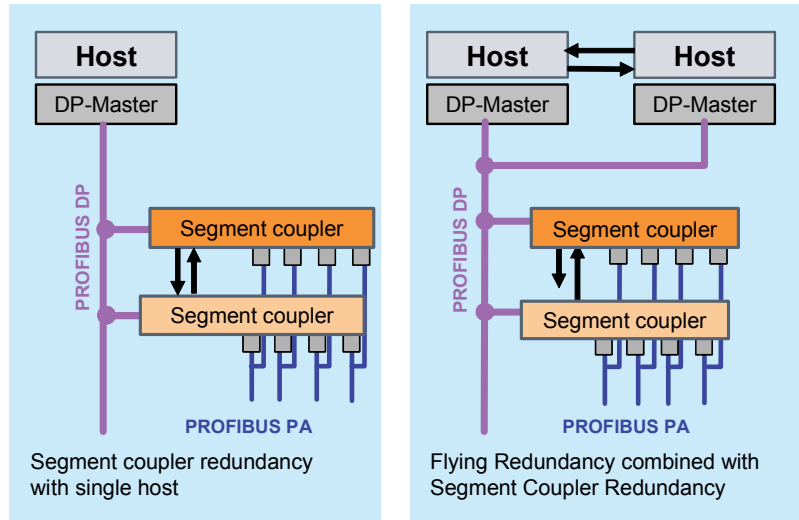 Host
DP-Master
PROFIBUS DP
Segment coupler
Segment coupler
PROFIBUS PA
Segment coupler redundancy
with single host
Host
Host
DP-Master
DP-Master
PROFIBUS DP
Segment coupler
Segment coupler
PROFIBUS PA
Flying Redundancy combined with
Segment Coupler Redundancy